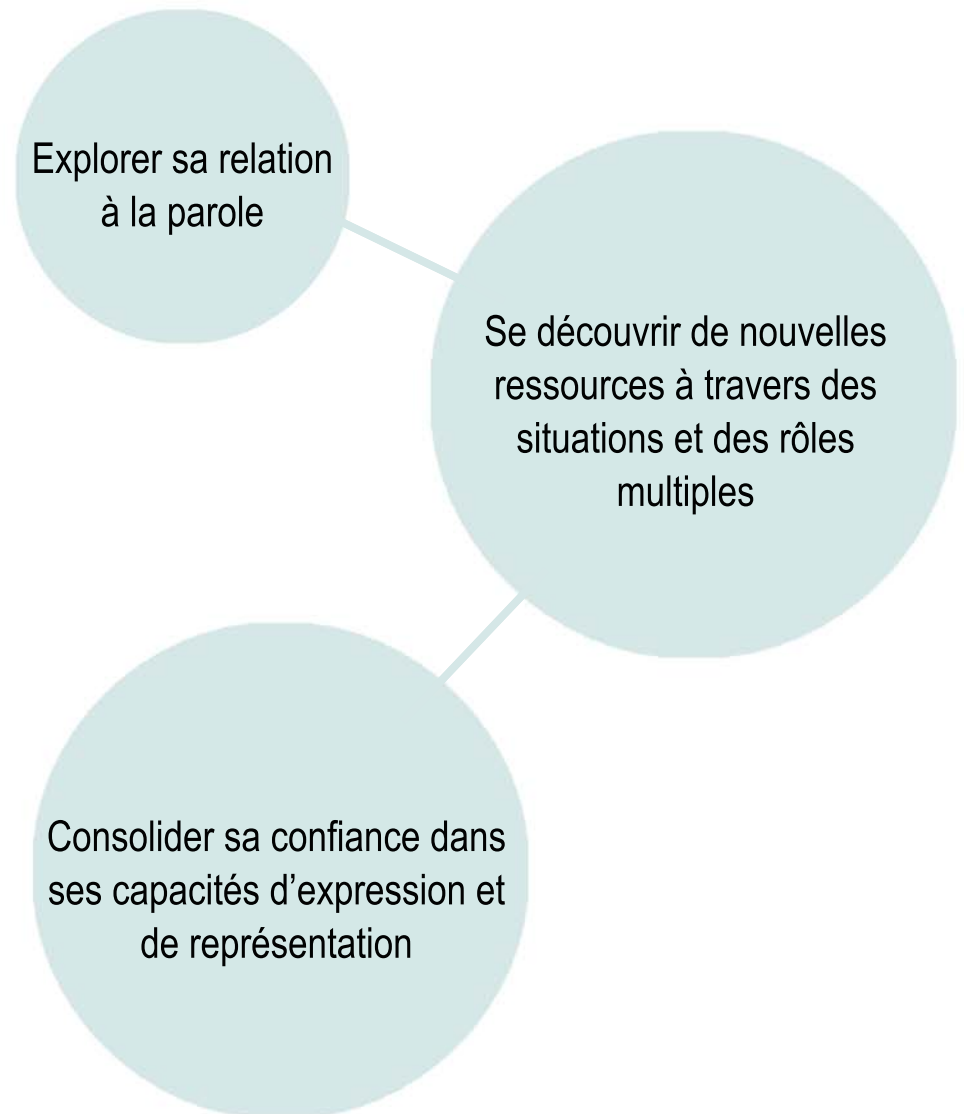 Explorer sa relation
à la parole
Se découvrir de nouvelles
ressources à travers des
situations et des rôles
multiples
Consolider sa confiance dans
ses capacités d’expression et
de représentation